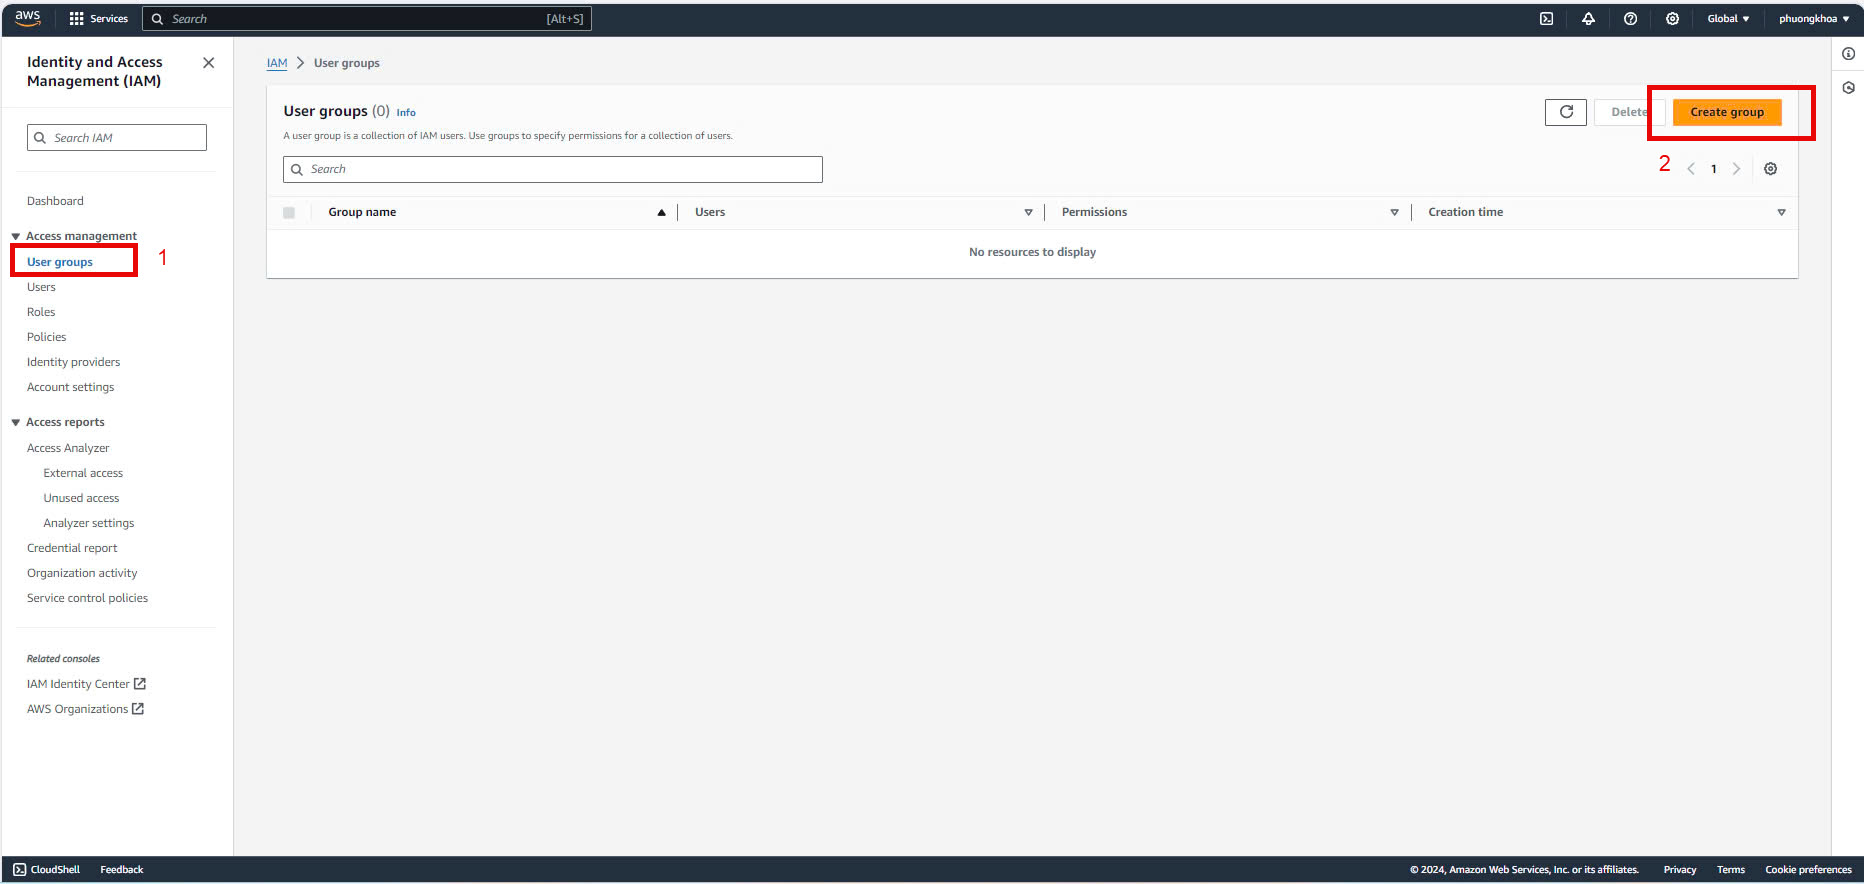 aws
Services
Search
[Alt+S]
Global
phuongkhoa
Identity and Access
Management (IAM)
Search IAM
Dashboard
Access management
User groups
1
Users
Roles
Policies
Identity providers
Account settings
Access reports
Access Analyzer
External access
Unused access
Analyzer settings
Credential report
Organization activity
Service control policies
Related consoles
IAM Identity Center
AWS Organizations
IAM
User groups
User groups (0) Info
A user group is a collection of IAM users. Use groups to specify permissions for a collection of users.
Delete
Create group
2
Search
1
Group name
Users
Permissions
Creation time
No resources to display
CloudShell
Feedback
© 2024, Amazon Web Services, Inc. or its affiliates.
Privacy
Terms
Cookie preferences